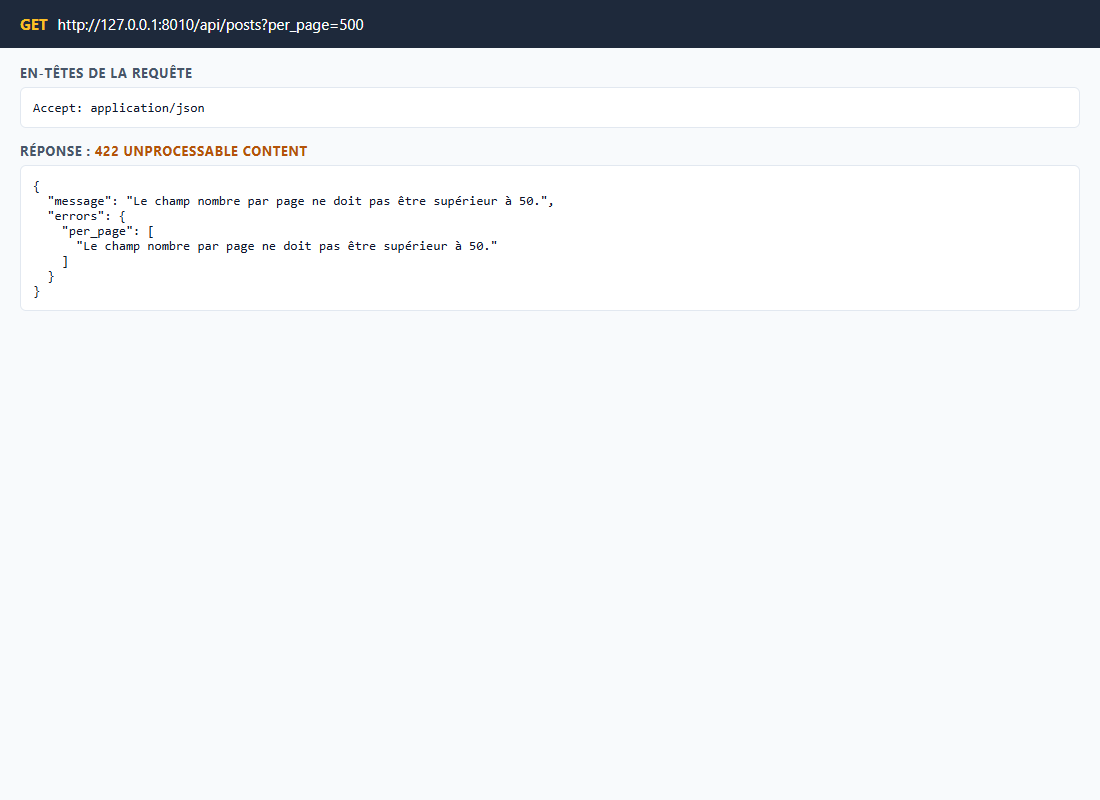 GET http://127.0.0.1:8010/api/posts?per_page=500
EN-TÊTES DE LA REQUÊTE
Accept: application/json
RÉPONSE : 422 UNPROCESSABLE CONTENT
{
  "message": "Le champ nombre par page ne doit pas être supérieur à 50.",
  "errors": {
    "per_page": [
      "Le champ nombre par page ne doit pas être supérieur à 50."
    ]
  }
}